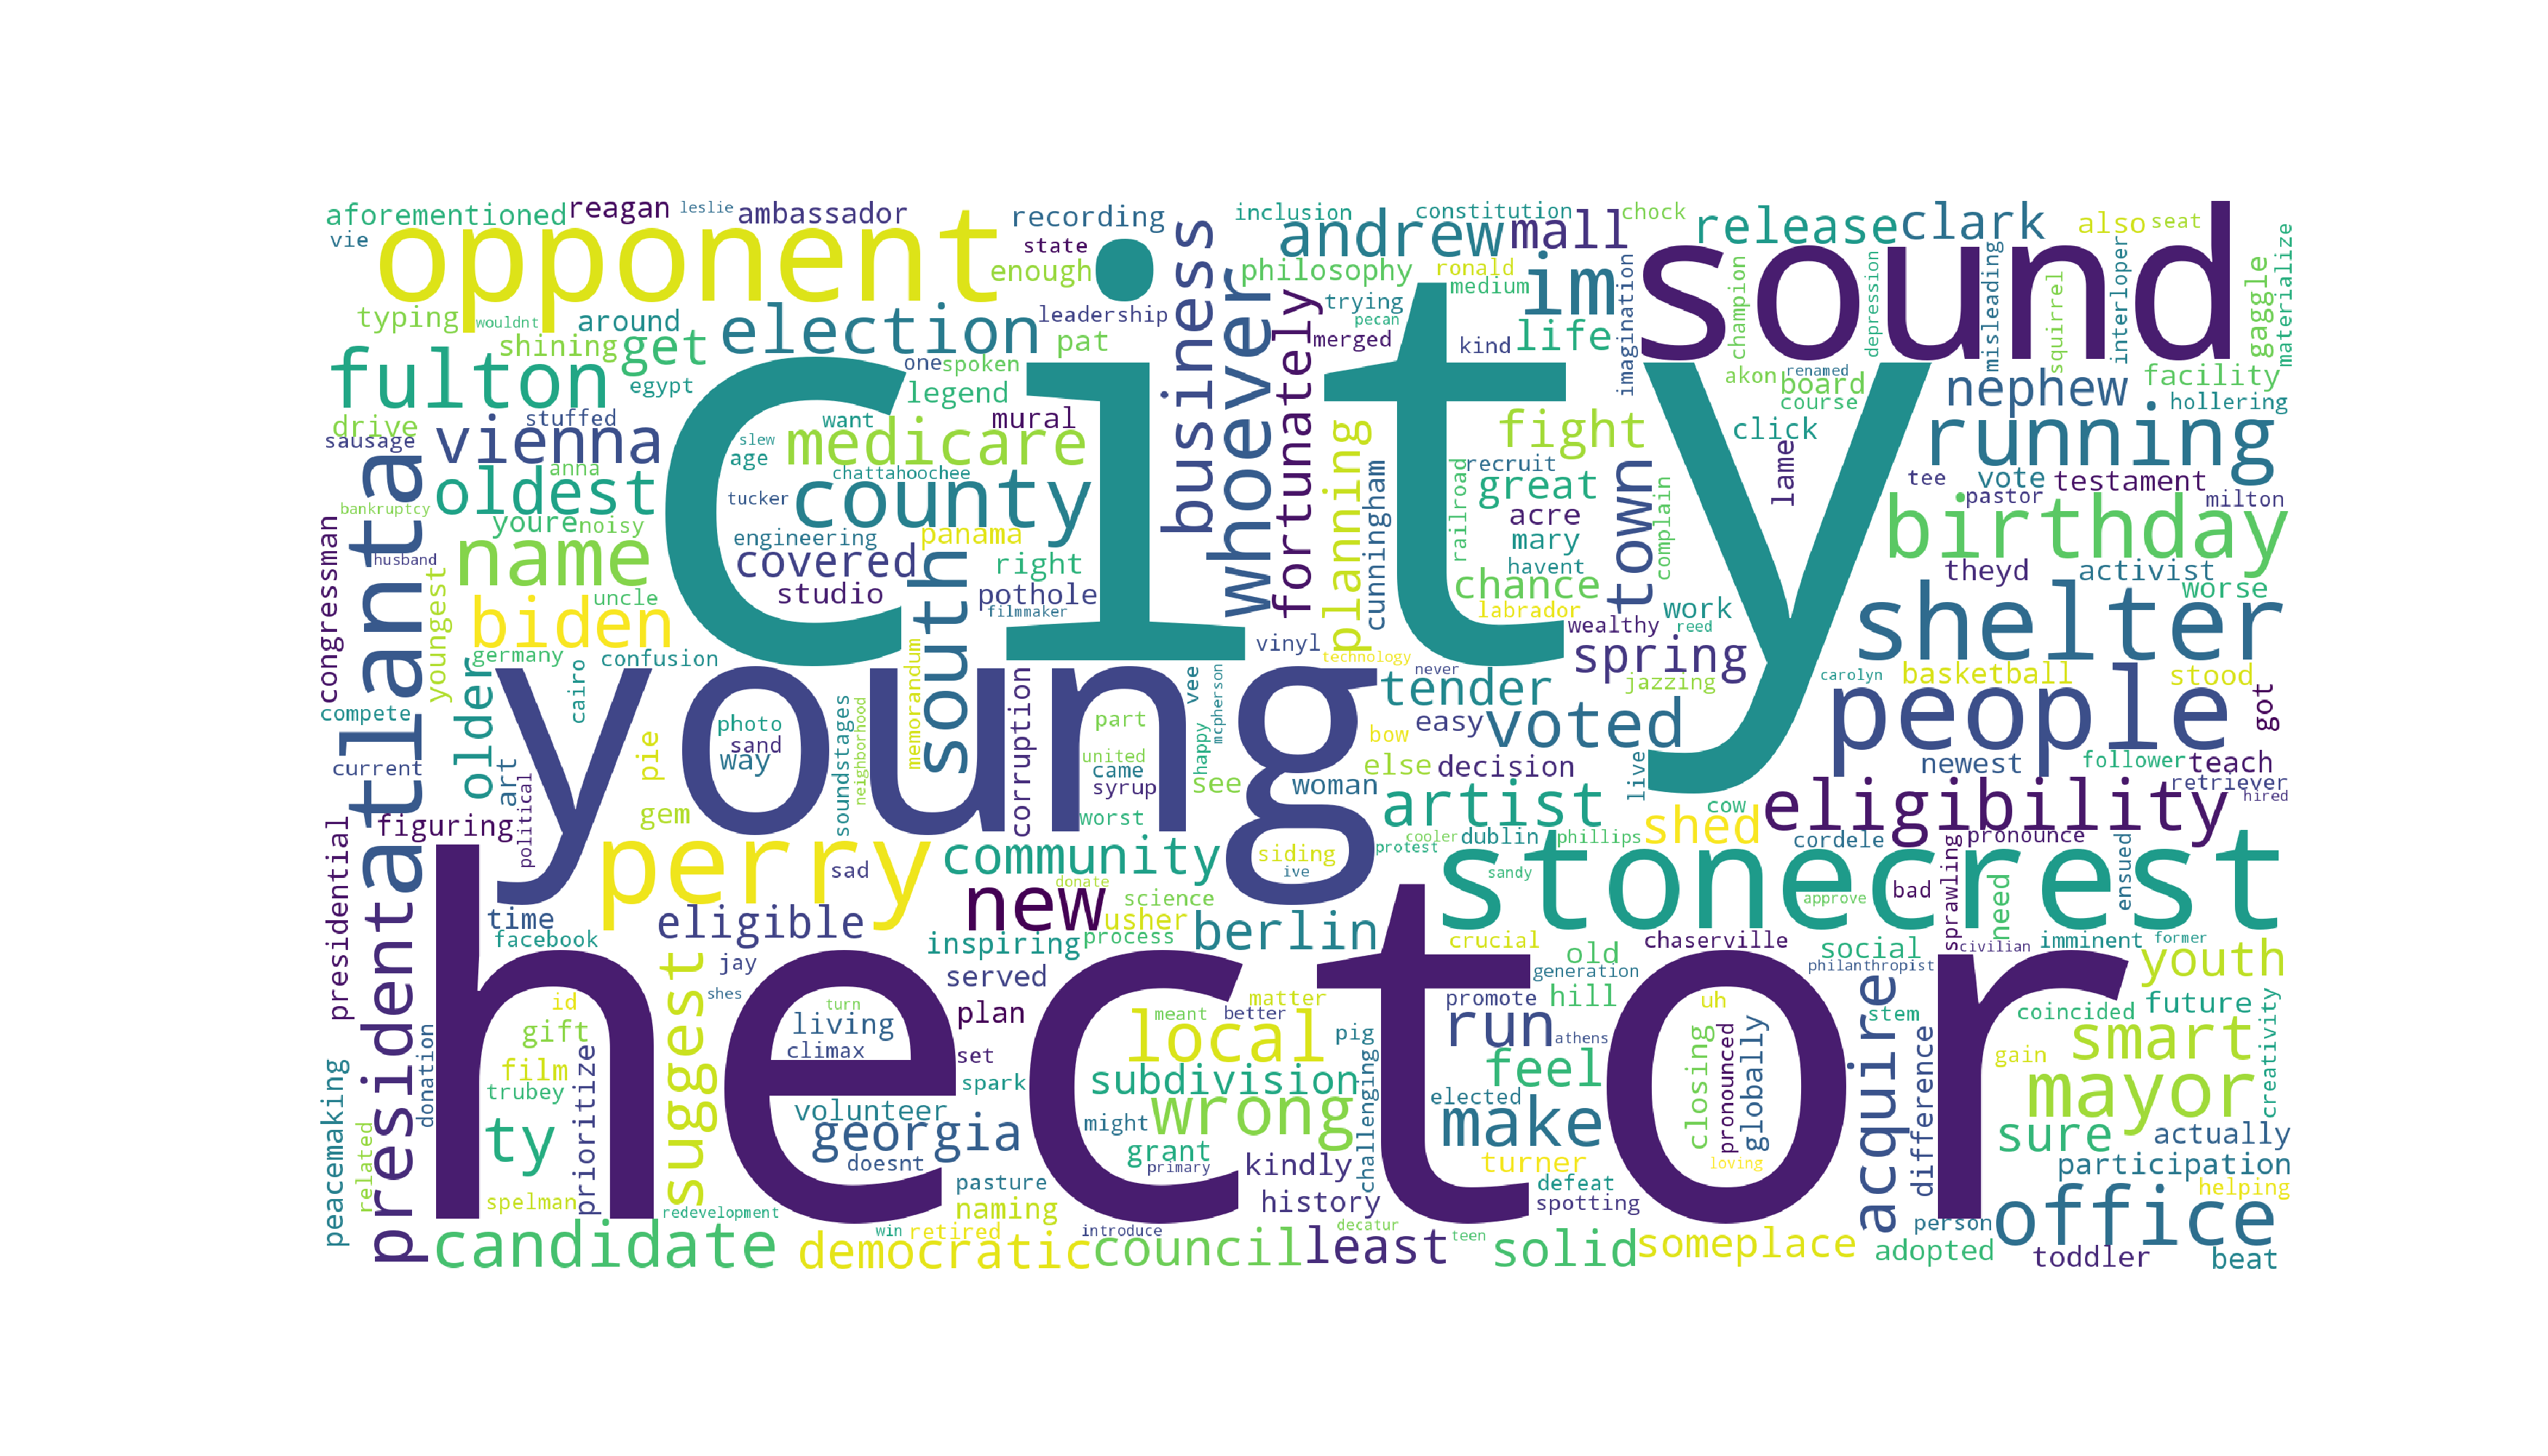 aforementioned reagan leslie ambassador recording inclusion constitution chock release clark also seat
vie opponent state enough andrew mall sound
philosophy ronald medium im
typing wouldnt around election leadership pat trying pecan merged kind life
shining get one spoken
fulton egypt legend akon renamed board course nephew facility hollering
business whoever fortunately imagination champion depression misleading squirrel interloper gaggle materialize
drive stuffed want mural click running
sausage vienna slew age medicare fight lame
anna chattahoochee planning recruit vote testament
city
bankruptcy oldest tucker county cunningham railroad great town complain tee pastor milton
youre noisy engineering panama acre birthday
name covered right mary havent theyd activist
husband studio pothole chance worse
atlanta congressman youngest uncle biden south filmmaker labrador work shelter
wealthy reed
germany confusion vinyl technology never spring carolyn basketball stood
older cairo memorandum corruption vee mcpherson tender jazzing people got
compete young photo part bow easy voted
sand united
current pie way soundstages neighborhood came happy see woman else decision live newest follower teach
art syrup retriever hired
political gem worst artist cow eligibility
presidential figuring cooler dublin phillips shed cordele pronounce
president perry community siding protest stonecrest
sad ive sandy
new donate science approve bad sprawling need ensued
time eligible usher berlin
facebook inspiring process crucial old chaserville social civilian imminent former
suggest jay served generation philanthropist youth
hector
shes turn matter
id plan meant better promote hill uh stem coincided future
gift living local run closing pronounced globally acquire difference smart creativity
climax set pig athens
peacemaking donation film prioritize spark subdivision challenging feel gain mayor
trubey volunteer wrong elected
related ty georgia might make sure actually
doesnt grant kindly turner loving participation
primary
spelman pasture history defeat helping
redevelopment naming spotting person office
candidate win retired introduce decatur teen
democratic council least solid someplace adopted toddler beat